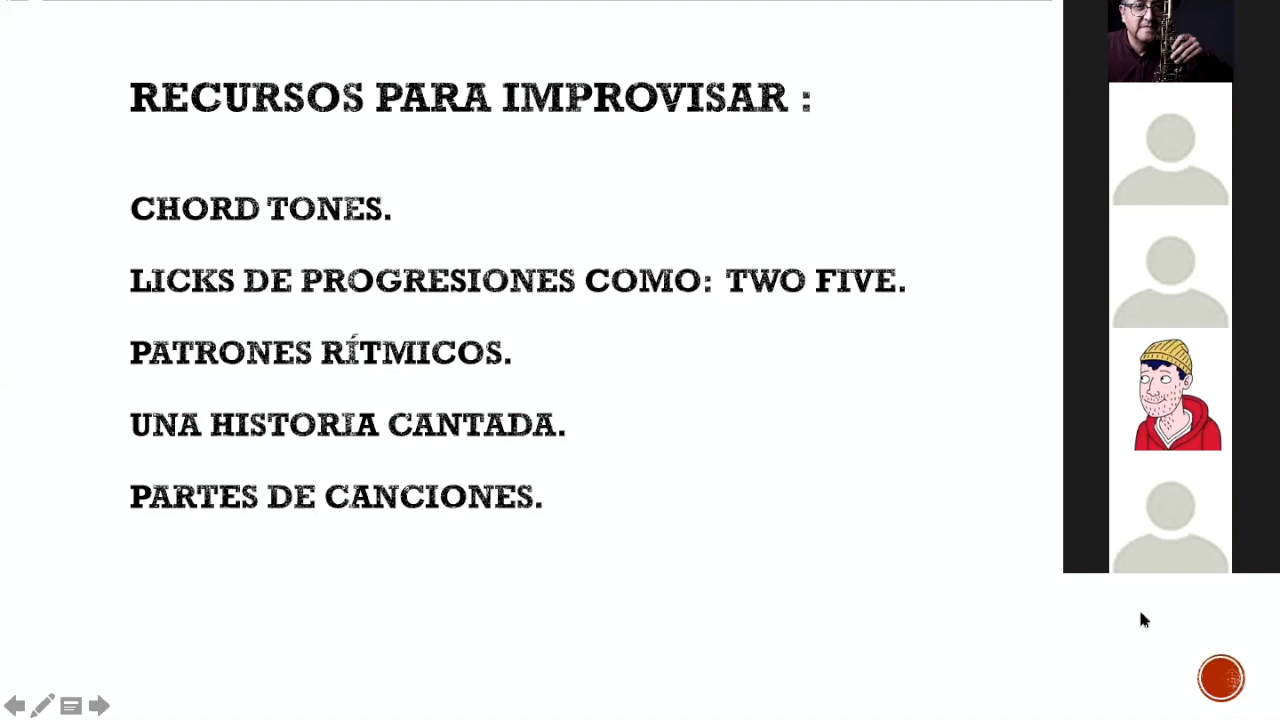 RECURSOS PARA IMPROVISAR :
CHORD TONES.
LICKS DE PROGRESIONES COMO: TWO FIVE.
PATRONES RÍTMICOS.
UNA HISTORIA CANTADA.
PARTES DE CANCIONES.